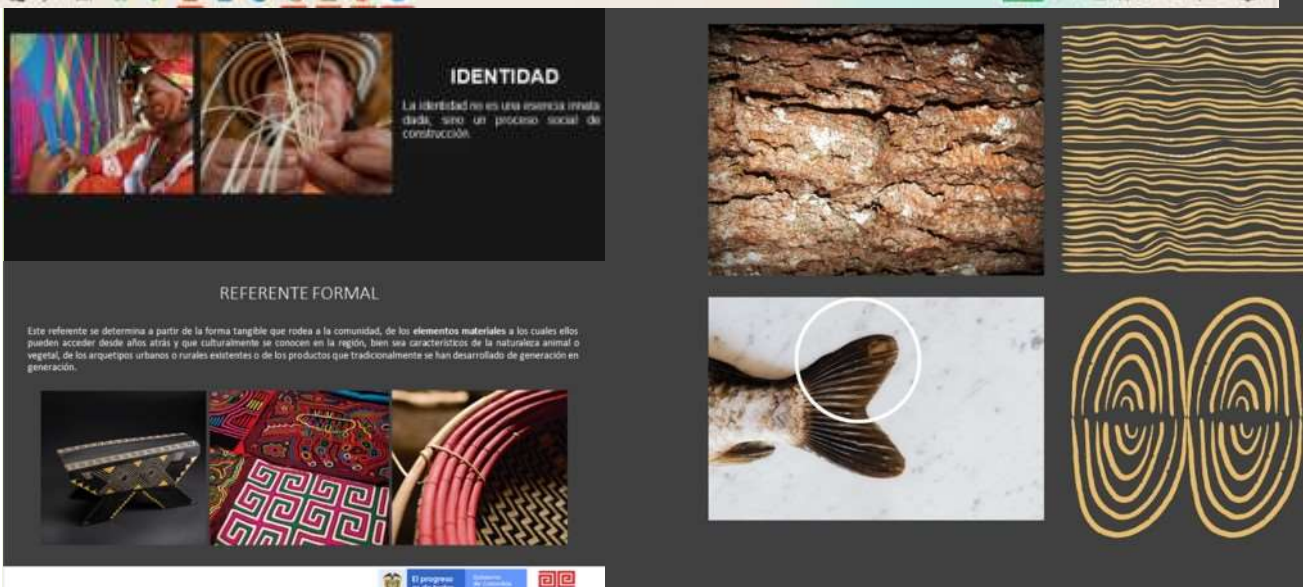 IDENTIDAD
La identidad no es una esencia innata
dada, sino un proceso social de
construcción
REFERENTE FORMAL
Este referente se determina a partir de la forma tangible que rodea a la comunidad, de los elementos materiales a los cuales ellos
pueden acceder desde años atrás y que culturalmente se conocen en la región, bien sea característicos de la naturaleza animal o
vegetal, de los arquetipos urbanos o rurales existentes o de los productos que tradicionalmente se han desarrollado de generación en
generación.
El progreso
Gobierno
de Colombia